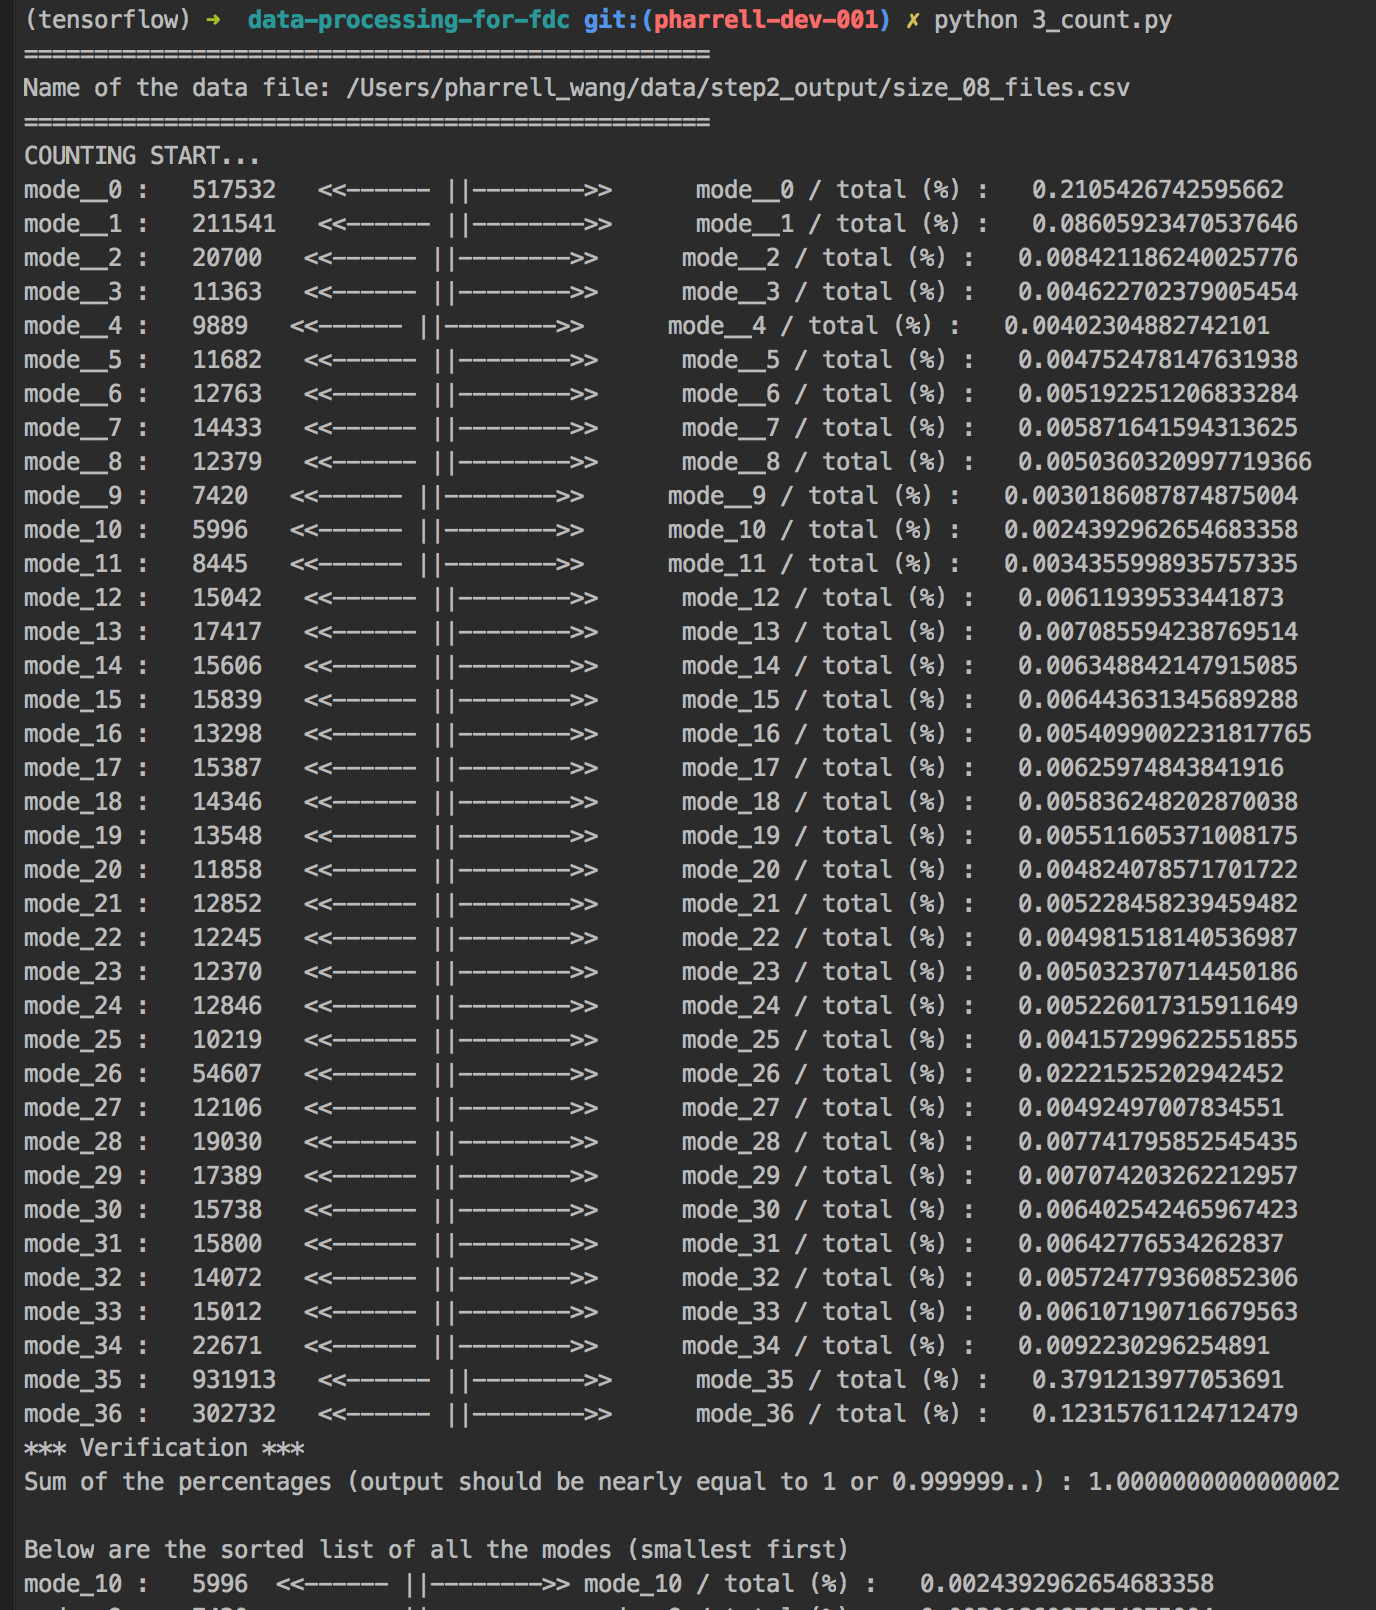 (tensorflow) ➜  data-processing-for-fdc git:(pharrell-dev-001) ✗ python 3_count.py
=================================================
Name of the data file: /Users/pharrell_wang/data/step2_output/size_08_files.csv
=================================================
COUNTING START...
mode__0 :   517532   <<------ ||-------->>      mode__0 / total (%) :   0.2105426742595662
mode__1 :   211541   <<------ ||-------->>      mode__1 / total (%) :   0.08605923470537646
mode__2 :   20700   <<------ ||-------->>      mode__2 / total (%) :   0.008421186240025776
mode__3 :   11363   <<------ ||-------->>      mode__3 / total (%) :   0.004622702379005454
mode__4 :   9889   <<------ ||-------->>      mode__4 / total (%) :   0.00402304882742101
mode__5 :   11682   <<------ ||-------->>      mode__5 / total (%) :   0.004752478147631938
mode__6 :   12763   <<------ ||-------->>      mode__6 / total (%) :   0.005192251206833284
mode__7 :   14433   <<------ ||-------->>      mode__7 / total (%) :   0.005871641594313625
mode__8 :   12379   <<------ ||-------->>      mode__8 / total (%) :   0.0050360320997719366
mode__9 :   7420   <<------ ||-------->>      mode__9 / total (%) :   0.0030186087874875004
mode_10 :   5996   <<------ ||-------->>      mode_10 / total (%) :   0.0024392962654683358
mode_11 :   8445   <<------ ||-------->>      mode_11 / total (%) :   0.0034355998935757335
mode_12 :   15042   <<------ ||-------->>      mode_12 / total (%) :   0.00611939533441873
mode_13 :   17417   <<------ ||-------->>      mode_13 / total (%) :   0.007085594238769514
mode_14 :   15606   <<------ ||-------->>      mode_14 / total (%) :   0.006348842147915085
mode_15 :   15839   <<------ ||-------->>      mode_15 / total (%) :   0.006443631345689288
mode_16 :   13298   <<------ ||-------->>      mode_16 / total (%) :   0.0054099002231817765
mode_17 :   15387   <<------ ||-------->>      mode_17 / total (%) :   0.00625974843841916
mode_18 :   14346   <<------ ||-------->>      mode_18 / total (%) :   0.005836248202870038
mode_19 :   13548   <<------ ||-------->>      mode_19 / total (%) :   0.005511605371008175
mode_20 :   11858   <<------ ||-------->>      mode_20 / total (%) :   0.004824078571701722
mode_21 :   12852   <<------ ||-------->>      mode_21 / total (%) :   0.005228458239459482
mode_22 :   12245   <<------ ||-------->>      mode_22 / total (%) :   0.004981518140536987
mode_23 :   12370   <<------ ||-------->>      mode_23 / total (%) :   0.005032370714450186
mode_24 :   12846   <<------ ||-------->>      mode_24 / total (%) :   0.005226017315911649
mode_25 :   10219   <<------ ||-------->>      mode_25 / total (%) :   0.004157299622551855
mode_26 :   54607   <<------ ||-------->>      mode_26 / total (%) :   0.02221525202942452
mode_27 :   12106   <<------ ||-------->>      mode_27 / total (%) :   0.00492497007834551
mode_28 :   19030   <<------ ||-------->>      mode_28 / total (%) :   0.007741795852545435
mode_29 :   17389   <<------ ||-------->>      mode_29 / total (%) :   0.007074203262212957
mode_30 :   15738   <<------ ||-------->>      mode_30 / total (%) :   0.006402542465967423
mode_31 :   15800   <<------ ||-------->>      mode_31 / total (%) :   0.00642776534262837
mode_32 :   14072   <<------ ||-------->>      mode_32 / total (%) :   0.005724779360852306
mode_33 :   15012   <<------ ||-------->>      mode_33 / total (%) :   0.006107190716679563
mode_34 :   22671   <<------ ||-------->>      mode_34 / total (%) :   0.0092230296254891
mode_35 :   931913   <<------ ||-------->>      mode_35 / total (%) :   0.3791213977053691
mode_36 :   302732   <<------ ||-------->>      mode_36 / total (%) :   0.12315761124712479
*** Verification ***
Sum of the percentages (output should be nearly equal to 1 or 0.999999..) : 1.0000000000000002
Below are the sorted list of all the modes (smallest first)
mode_10 :   5996  <<------ ||-------->> mode_10 / total (%) :   0.0024392962654683358